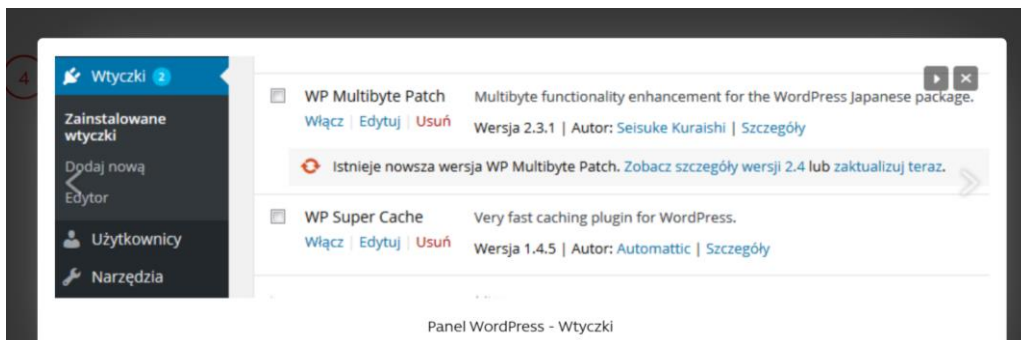 4
Wtyczki 2
Zainstalowane
wtyczki
Dodaj nową
Edytor
Użytkownicy
Narzędzia
WP Multibyte Patch
Włącz | Edytuj | Usuń
Multibyte functionality enhancement for the WordPress Japanese package.
Wersja 2.3.1 | Autor: Seisuke Kuraishi | Szczegóły
Istnieje nowsza wersja WP Multibyte Patch. Zobacz szczegóły wersji 2.4 lub zaktualizuj teraz.
WP Super Cache
Włącz | Edytuj | Usuń
Very fast caching plugin for WordPress.
Wersja 1.4.5 | Autor: Automattic | Szczegóły
Panel WordPress - Wtyczki